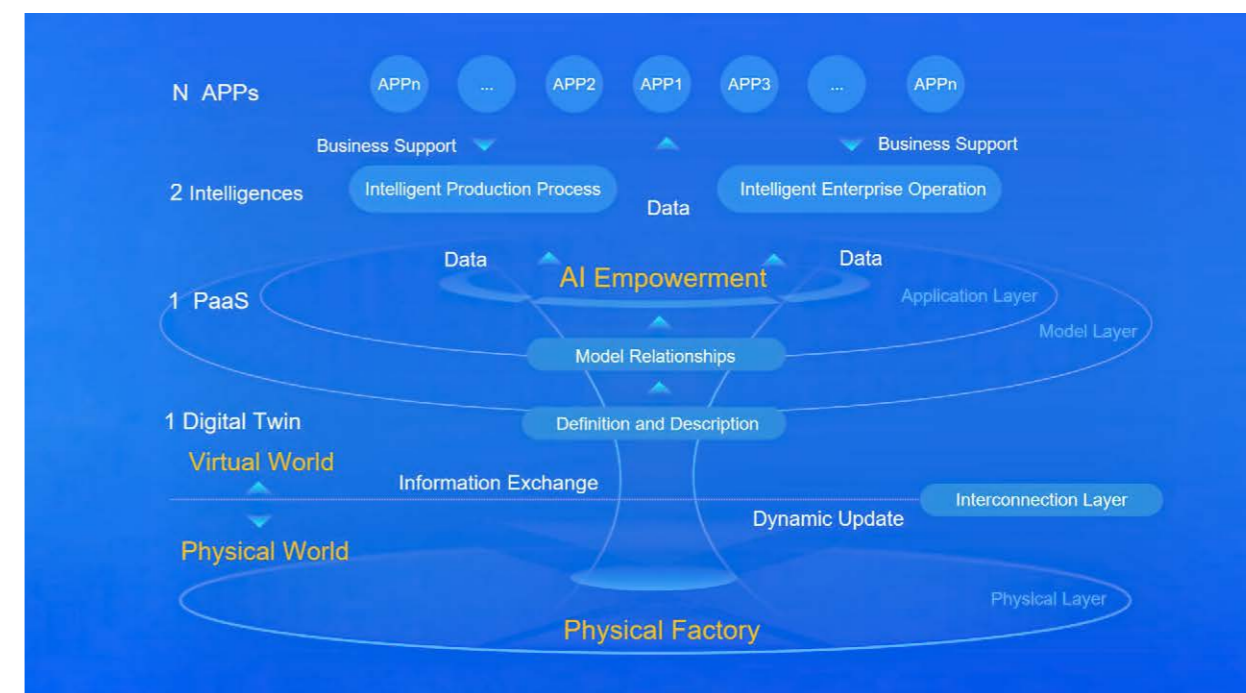 N APPs
APPn
...
APP2
APP1
APP3
...
APPn
Business Support
Business Support
2 Intelligences
Intelligent Production Process
Intelligent Enterprise Operation
Data
Data
Data
AI Empowerment
1 PaaS
Application Layer
Model Layer
Model Relationships
1 Digital Twin
Definition and Description
Virtual World
Information Exchange
Interconnection Layer
Dynamic Update
Physical World
Physical Layer
Physical Factory